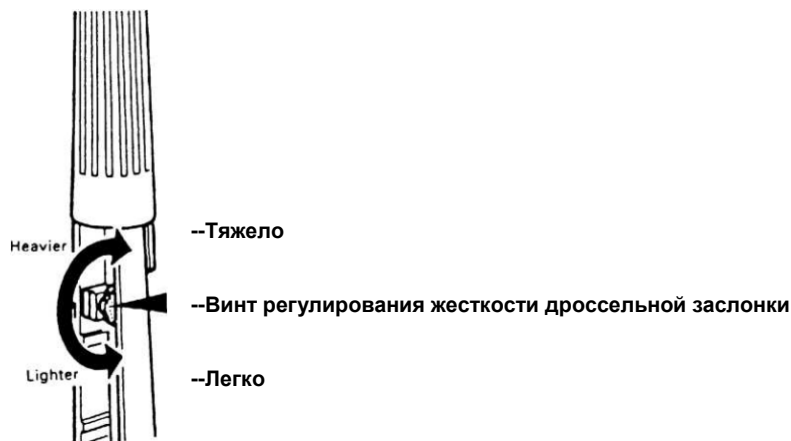 --Тяжело
Heavier
--Винт регулирования жесткости дроссельной заслонки
Lighter
--Легко